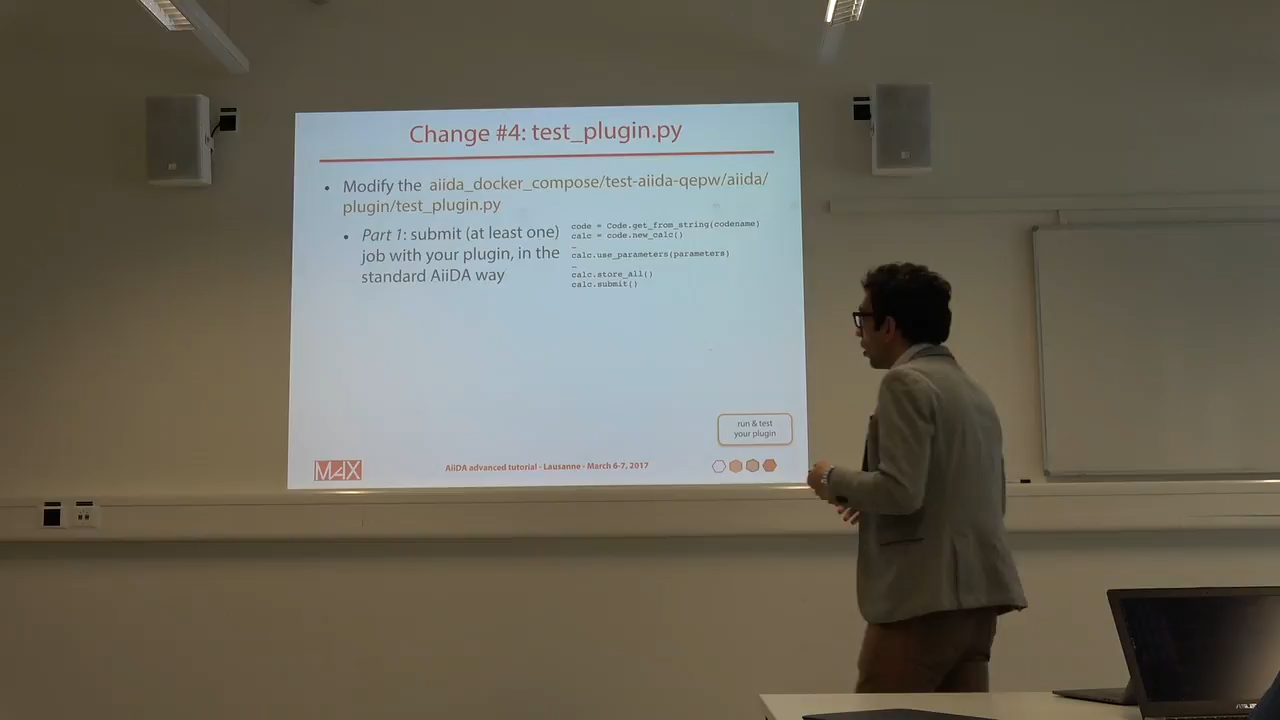 Change #4: test_plugin.py
• Modify the aiida_docker_compose/test-aiida-qepw/aiida/
plugin/test_plugin.py
• Part 1: submit (at least one)
job with your plugin, in the
standard AiiDA way
code = Code.get_from_string(codename)
calc = code.new_calc()
…
calc.use_parameters(parameters)
…
calc.store_all()
calc.submit()
run & test
your plugin
MAX
AiiDA advanced tutorial - Lausanne - March 6-7, 2017